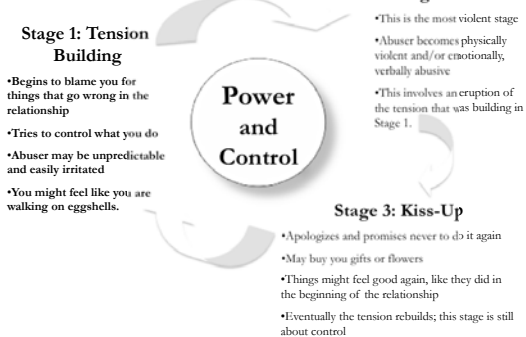 Stage 1: Tension
Building
•Begins to blame you for
things that go wrong in the
relationship
•Tries to control what you do
•Abuser may be unpredictable
and easily irritated
•You might feel like you are
walking on eggshells.
Power
and
Control
•This is the most violent stage
•Abuser becomes physically
violent and/or emotionally,
verbally abusive
•This involves an eruption of
the tension that was building in
Stage 1.
Stage 3: Kiss-Up
•Apologizes and promises never to do it again
•May buy you gifts or flowers
•Things might feel good again, like they did in
the beginning of the relationship
•Eventually the tension rebuilds; this stage is still
about control